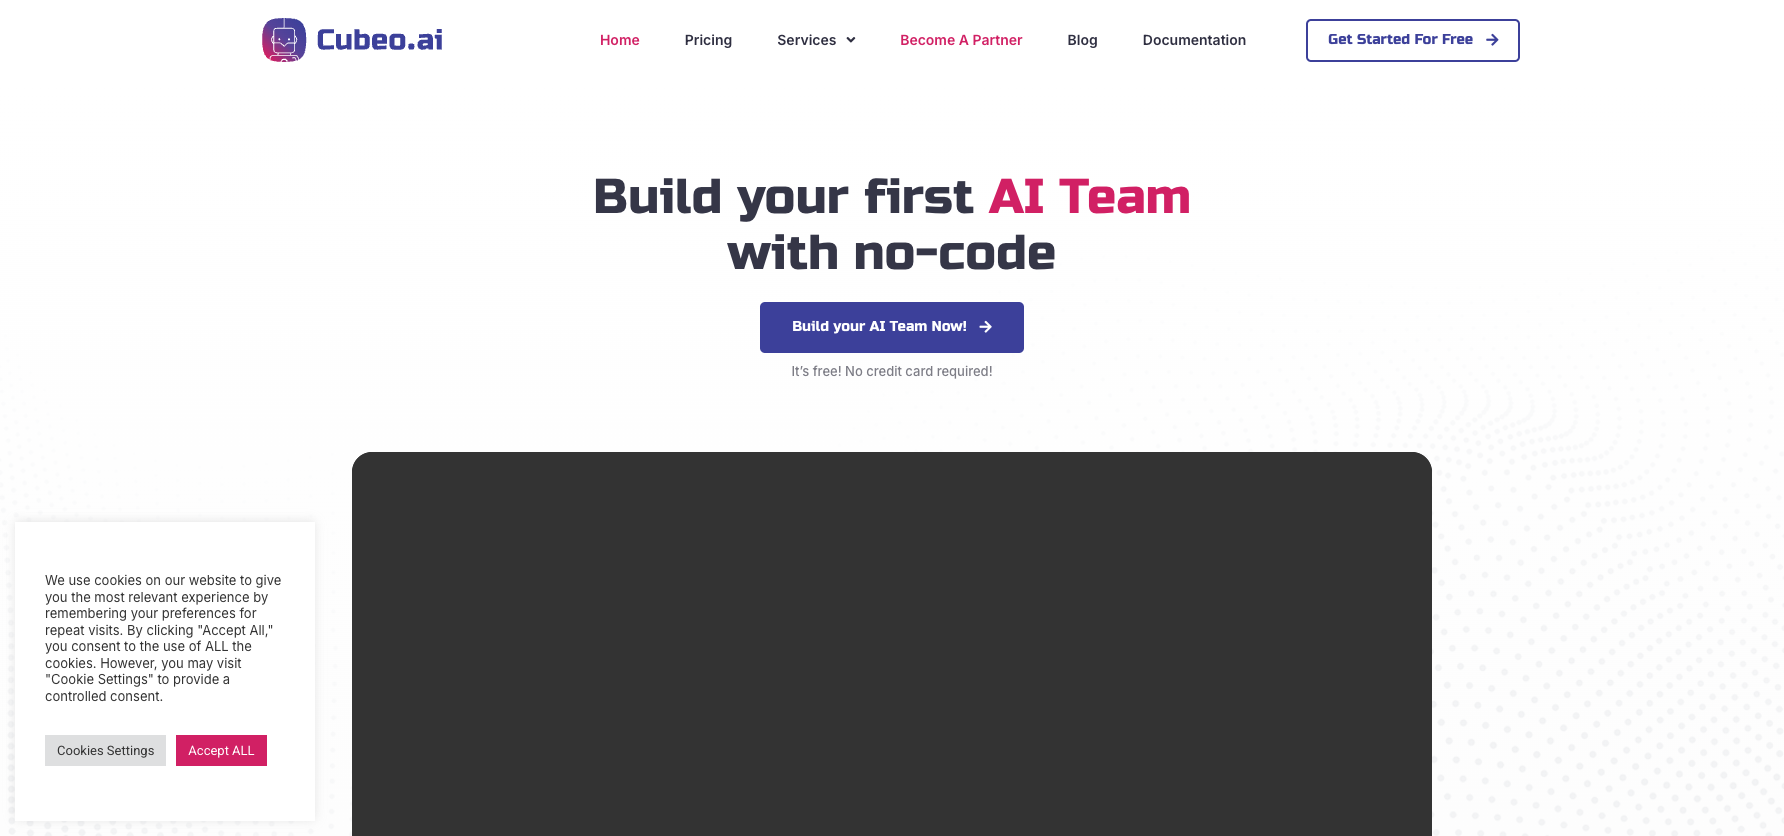 Cubeo.ai
Home
Pricing
Services
Become A Partner
Blog
Documentation
Get Started For Free
Build your first AI Team
with no-code
Build your AI Team Now!
It’s free! No credit card required!
We use cookies on our website to give
you the most relevant experience by
remembering your preferences for
repeat visits. By clicking "Accept All,"
you consent to the use of ALL the
cookies. However, you may visit
"Cookie Settings" to provide a
controlled consent.
Cookies Settings
Accept ALL